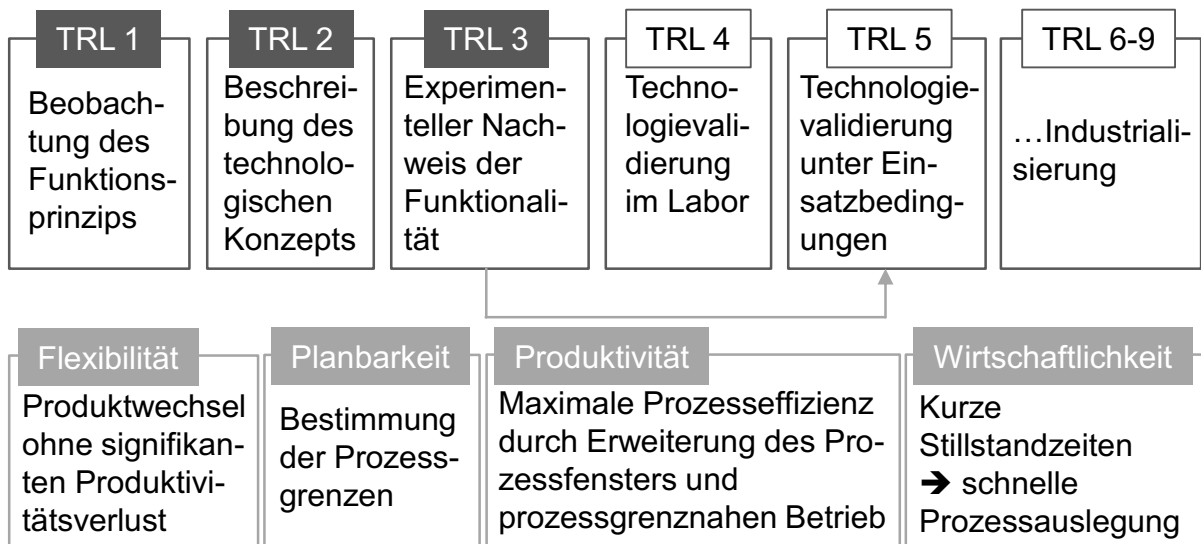 TRL 1
Beobach-
tung des
Funktions-
prinzips
TRL 2
Beschrei-
bung des
technolo-
gischen
Konzepts
TRL 3
Experimen-
teller Nach-
weis der
Funktionali-
tät
TRL 4
Techno-
logievali-
dierung
im Labor
TRL 5
Technologie-
validierung
unter Ein-
satzbeding-
ungen
TRL 6-9
…Industriali-
sierung
Flexibilität
Produktwechsel
ohne signifikan-
ten Produktivi-
tätsverlust
Planbarkeit
Bestimmung
der Prozess-
grenzen
Produktivität
Maximale Prozesseffizienz
durch Erweiterung des Pro-
zessfensters und
prozessgrenznahen Betrieb
Wirtschaftlichkeit
Kurze
Stillstandzeiten
➔ schnelle
Prozessauslegung